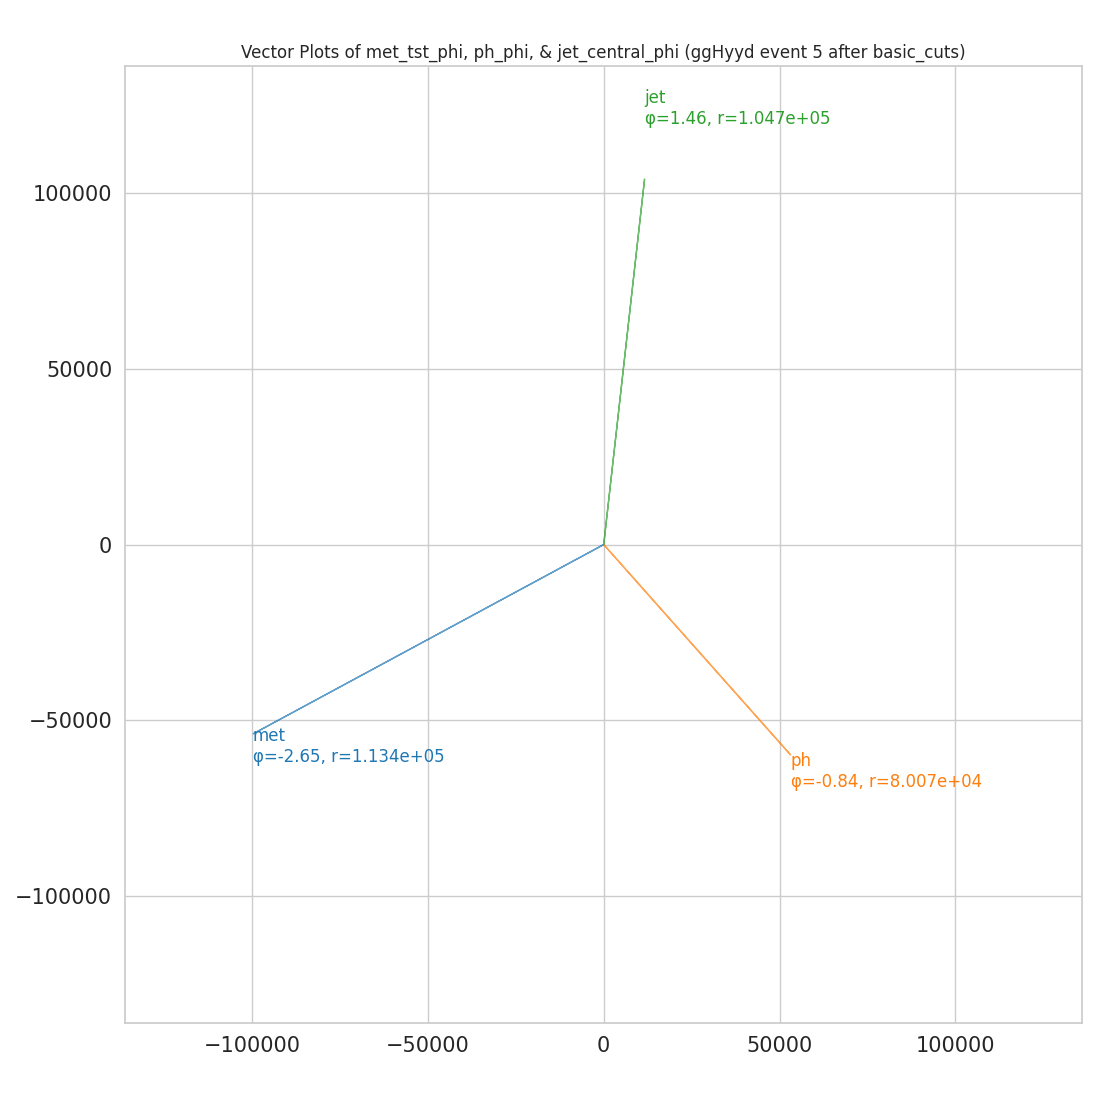 Vector Plots of met_tst_phi, ph_phi, & jet_central_phi (ggHyyd event 5 after basic_cuts)
jet
φ=1.46, r=1.047e+05
100000
50000
0
−50000
−100000
met
φ=-2.65, r=1.134e+05
ph
φ=-0.84, r=8.007e+04
−100000
−50000
0
50000
100000